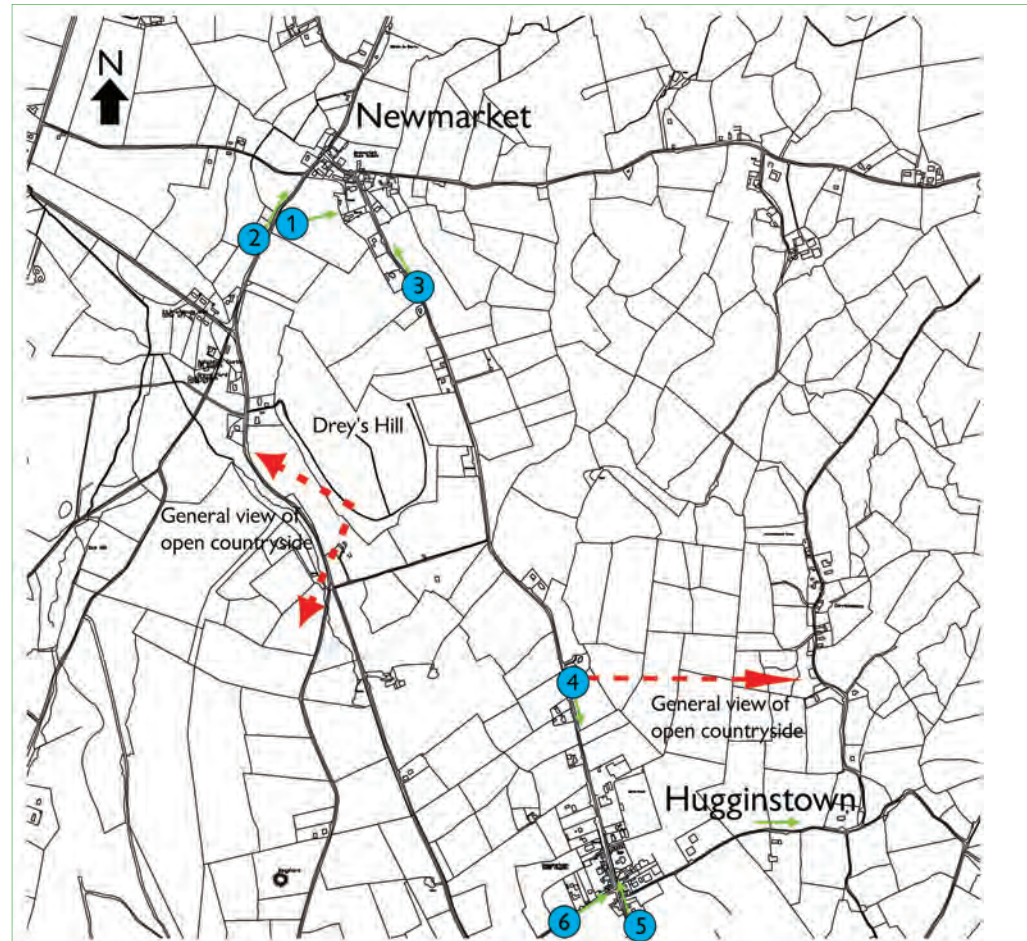 N
Newmarket
1
2
3
Drey's Hill
General view of
open countryside
4
General view of
open countryside
Hugginstown
6
5